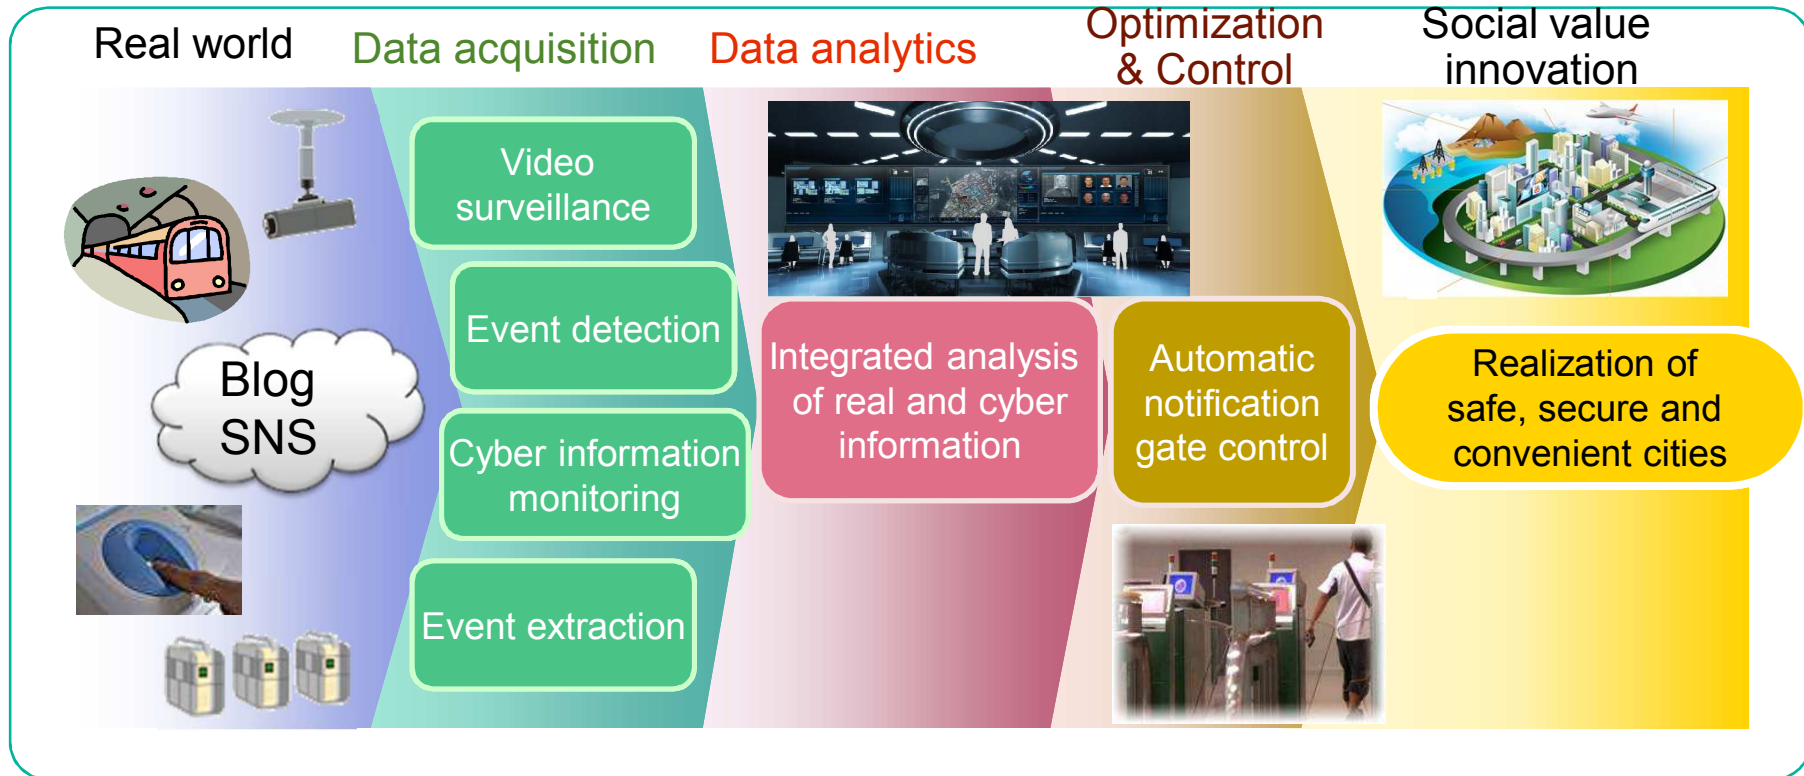 Real world
Data acquisition
Data analytics
Optimization
& Control
Social value
innovation
Video
surveillance
Event detection
Blog
SNS
Cyber information
monitoring
Event extraction
Integrated analysis
of real and cyber
information
Automatic
notification
gate control
Realization of
safe, secure and
convenient cities